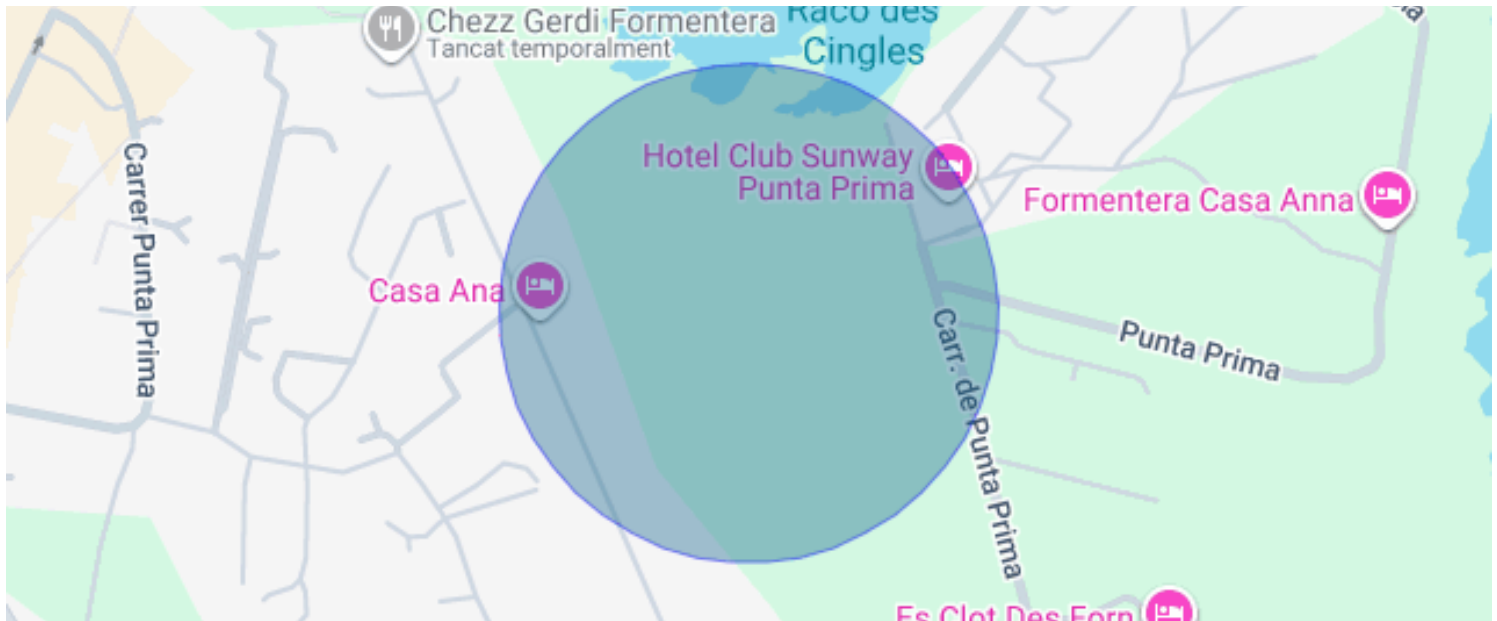 Chezz Gerdi Formentera
Tancat temporalment
Racó des
Cingles
Hotel Club Sunway
Punta Prima
Formentera Casa Anna
Carrer Punta Prima
Casa Ana
Punta Prima
Carr. de Punta Prima
Es Clot Des Forn